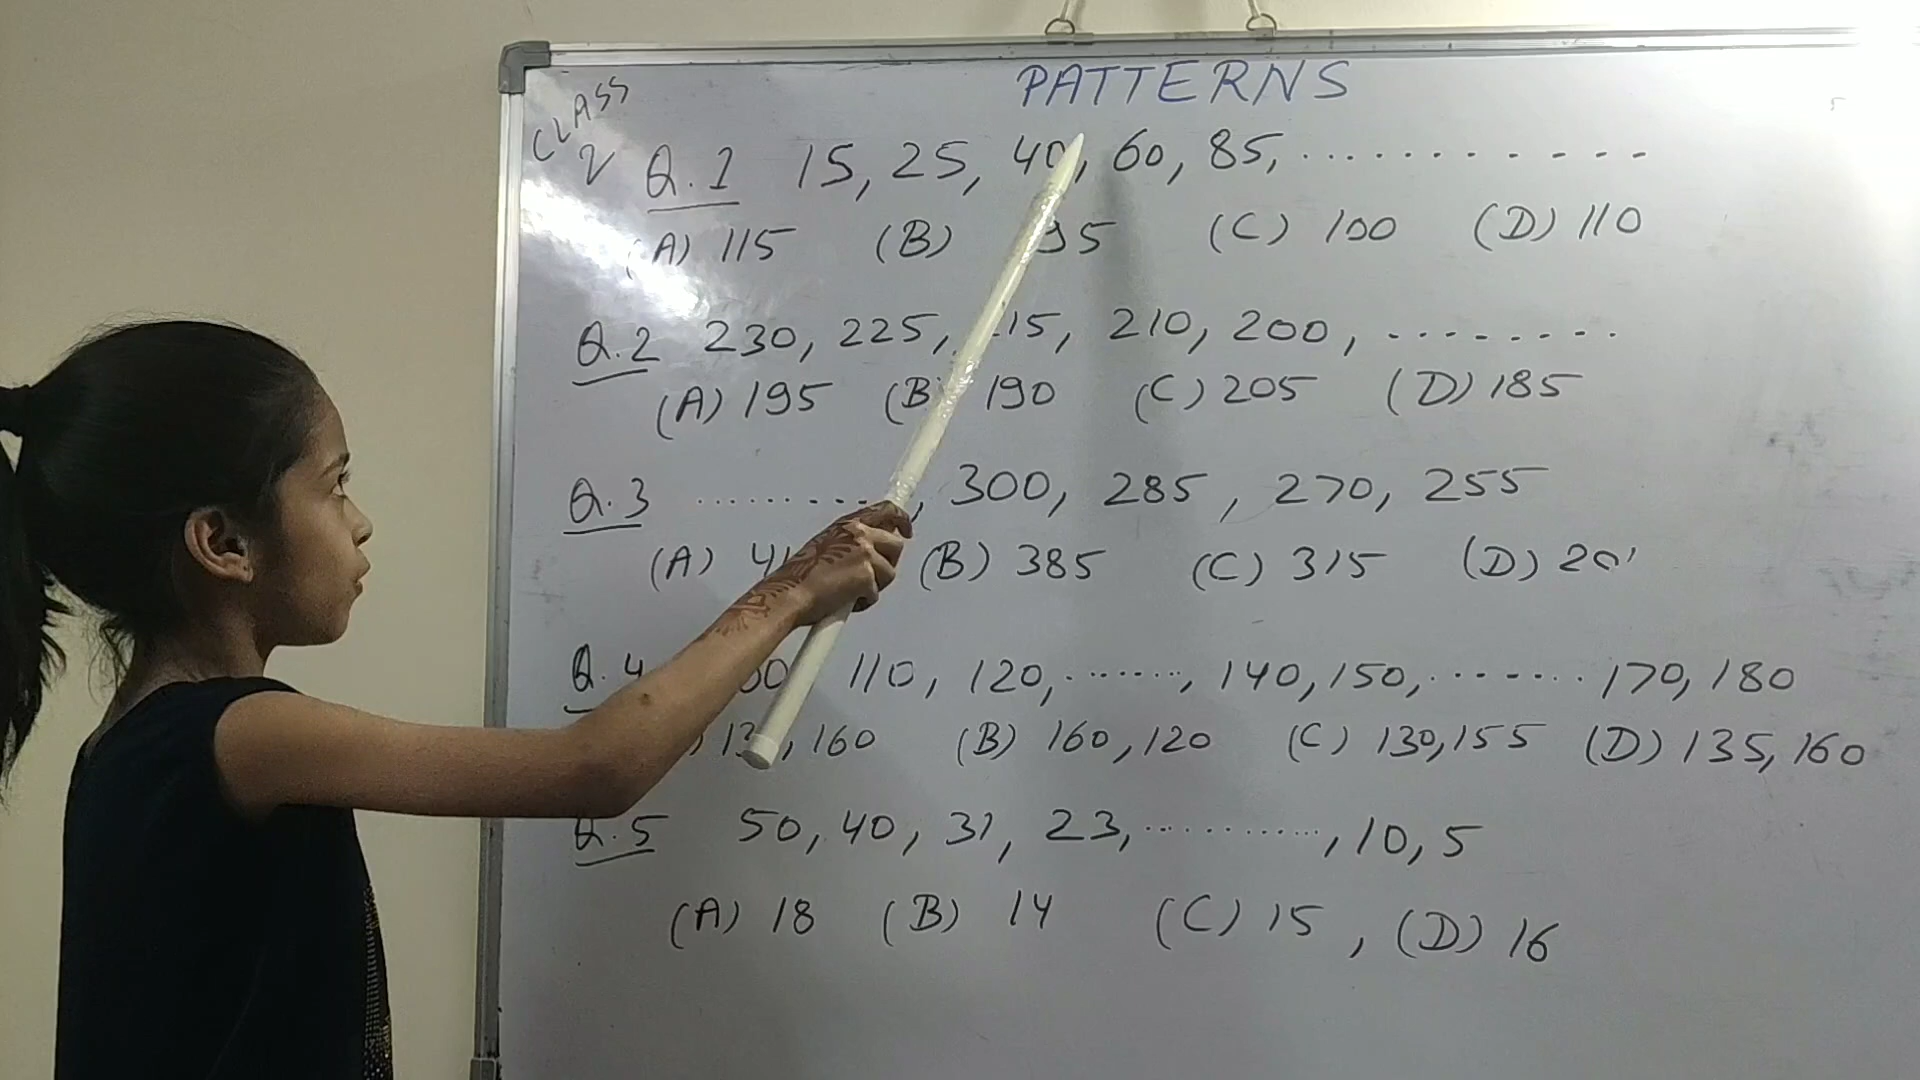 PATTERNS
CLASS
V Q.1 15, 25, 40, 60, 85, ............
(A) 115 (B) 95 (C) 100 (D) 110
Q.2 230, 225, 15, 210, 200, ........
(A) 195 (B) 190 (C) 205 (D) 185
Q.3 ........., 300, 285, 270, 255
(A) (B) 385 (C) 315 (D)
Q.4 110, 120, ......., 140, 150, ....... 170, 180
160 (B) 160, 120 (C) 130, 155 (D) 135, 160
Q.5 50, 40, 31, 23, ..........., 10, 5
(A) 18 (B) 14 (C) 15, (D) 16